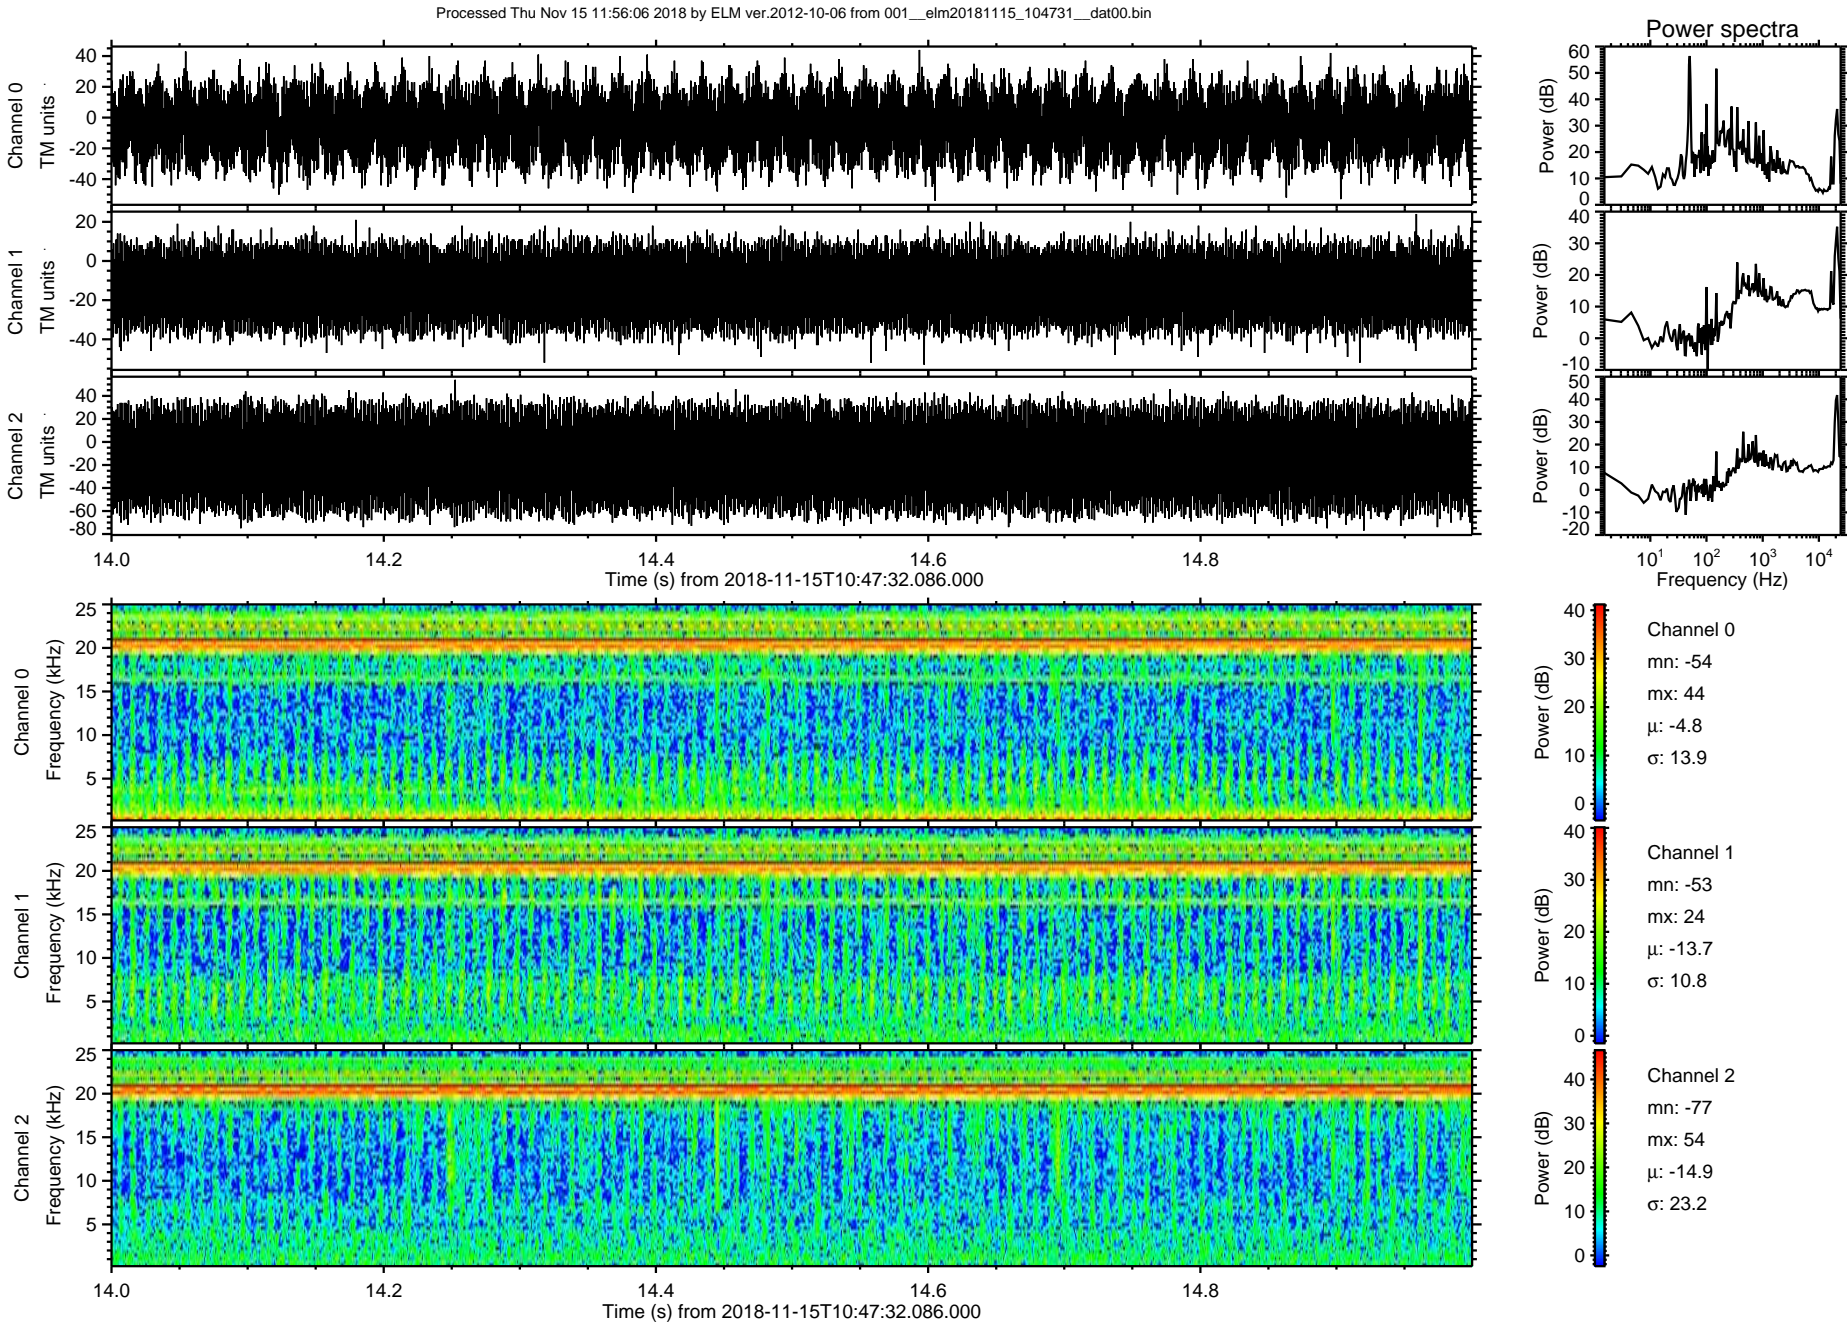 Processed Thu Nov 15 11:56:06 2018 by ELM ver.2012-10-06 from 001__elm20181115_104731__dat00.bin
Power spectra
Channel 0
TM units
40
20
0
-20
-40
Power (dB)
60
50
40
30
20
10
0
Channel 1
TM units
20
0
-20
-40
Power (dB)
40
30
20
10
0
-10
Channel 2
TM units
40
20
0
-20
-40
-60
-80
Power (dB)
50
40
30
20
10
0
-10
-20
14.0 14.2 14.4 14.6 14.8
Time (s) from 2018-11-15T10:47:32.086.000
10^1 10^2 10^3 10^4
Frequency (Hz)
Channel 0
Frequency (kHz)
25
20
15
10
5
Power (dB)
40
30
20
10
0
Channel 0
mn: -54
mx: 44
μ: -4.8
σ: 13.9
Channel 1
Frequency (kHz)
25
20
15
10
5
Power (dB)
40
30
20
10
0
Channel 1
mn: -53
mx: 24
μ: -13.7
σ: 10.8
Channel 2
Frequency (kHz)
25
20
15
10
5
Power (dB)
40
30
20
10
0
Channel 2
mn: -77
mx: 54
μ: -14.9
σ: 23.2
14.0 14.2 14.4 14.6 14.8
Time (s) from 2018-11-15T10:47:32.086.000